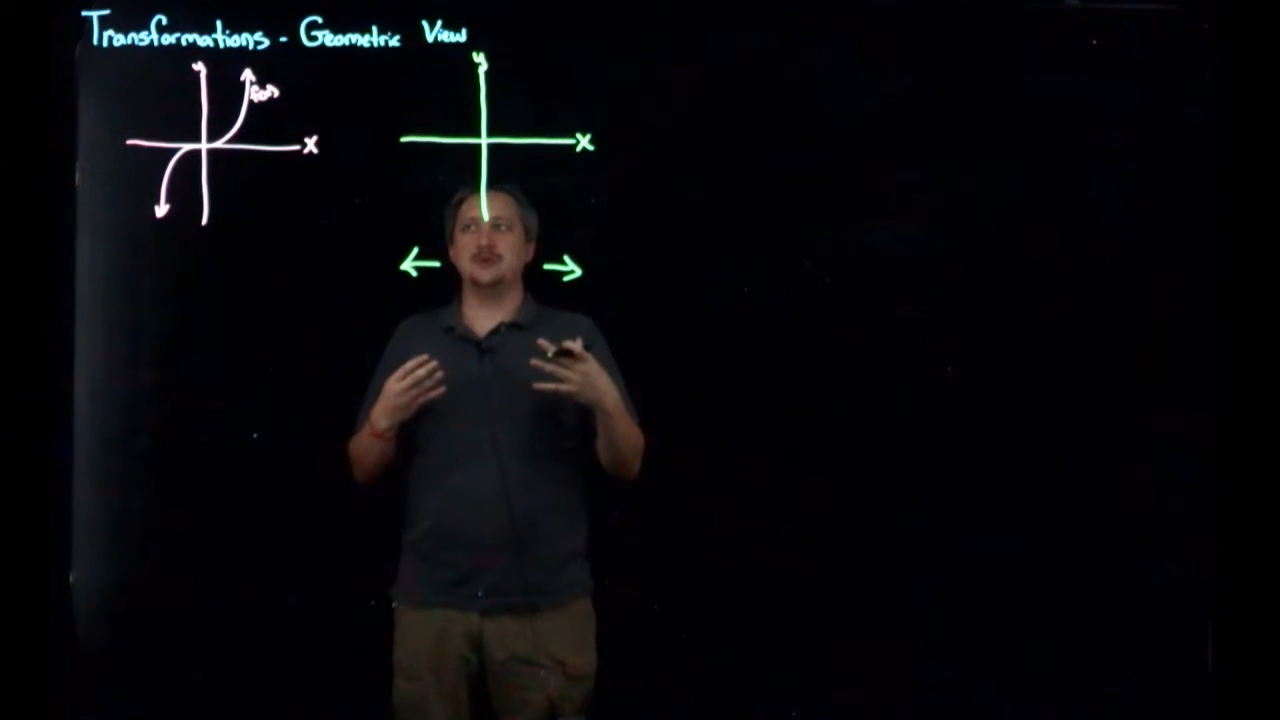 Transformations - Geometric View
y
f(x)
x
y
x